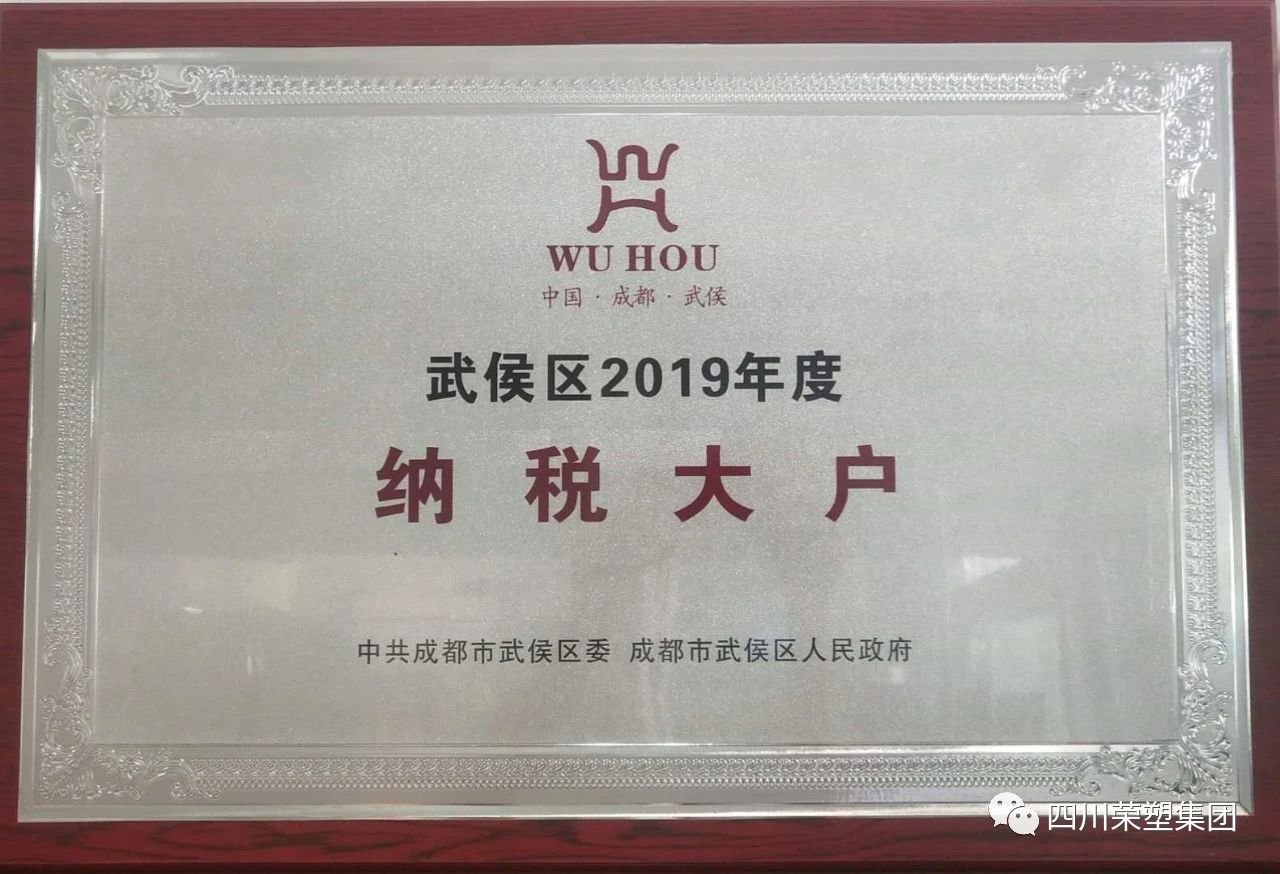 WU HOU
中国·成都·武侯
武侯区2019年度
纳税大户
中共成都市武侯区委 成都市武侯区人民政府
四川荣塑集团